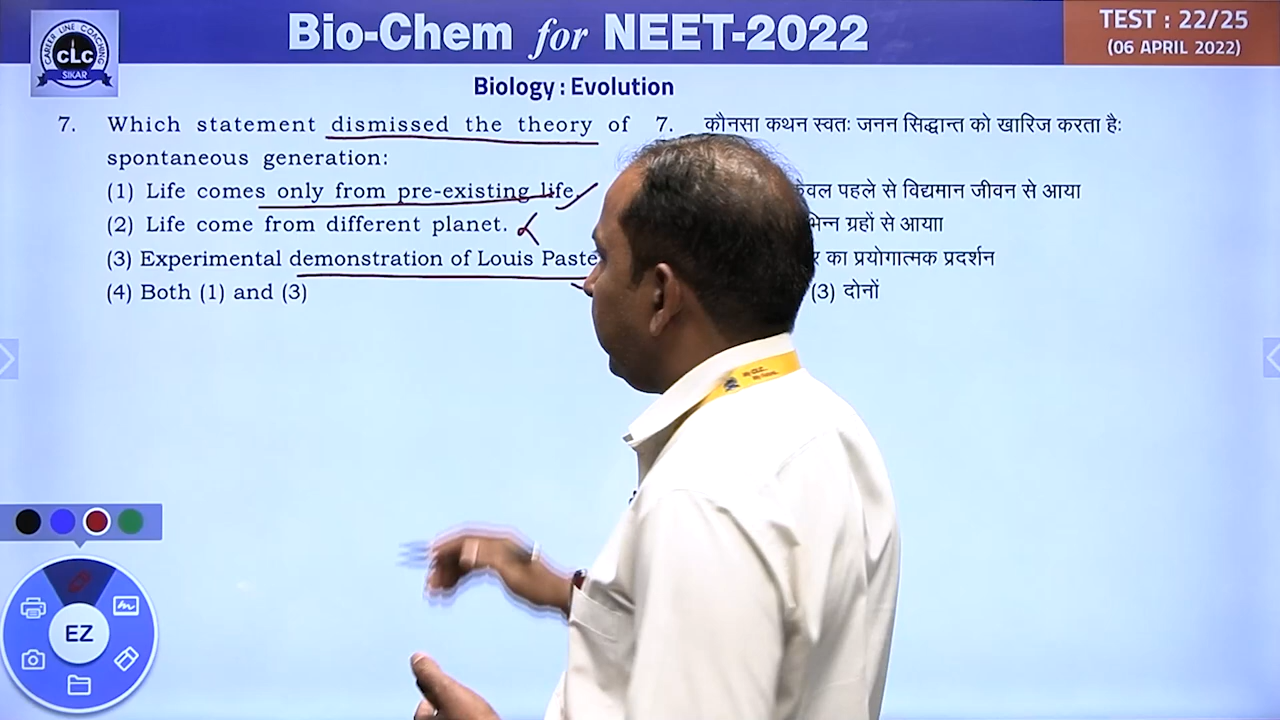 CAREER LINE COACHING
CLC
SIKAR
Bio-Chem for NEET-2022
TEST : 22/25
(06 APRIL 2022)
Biology : Evolution
7. Which statement dismissed the theory of
spontaneous generation:
(1) Life comes only from pre-existing life
(2) Life come from different planet.
(3) Experimental demonstration of Louis
(4) Both (1) and (3)
7. कौनसा कथन स्वतः जनन सिद्धान्त को खारिज करता है:
पहले से विद्यमान जीवन से आया
ग्रहों से आयाा
का प्रयोगात्मक प्रदर्शन
(3) दोनों
EZ